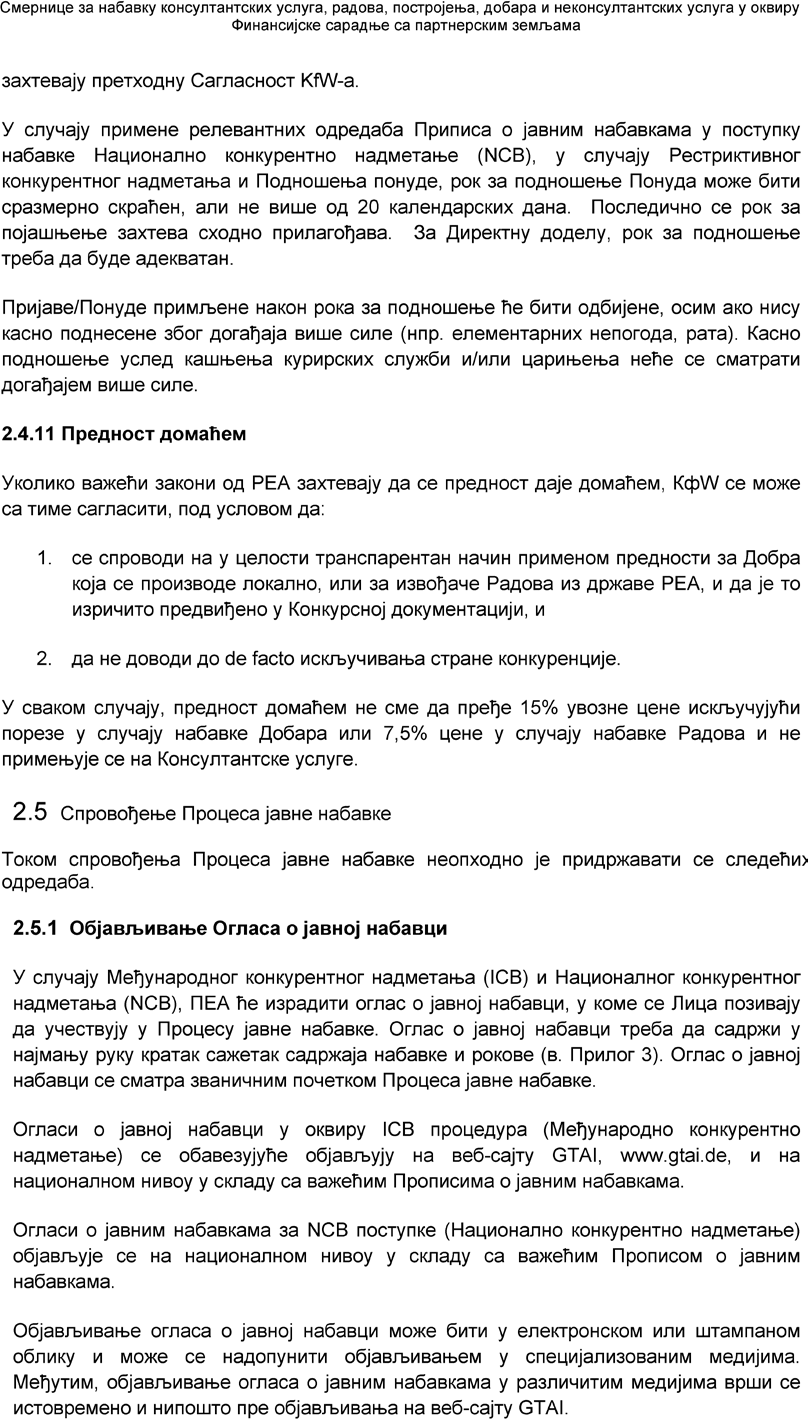 Смернице за набавку консултантских услуга, радова, постројења, добара и неконсултантских услуга у оквиру
Финансијске сарадње са партнерским земљама
захтевају претходну Сагласност KfW-а.
У случају примене релевантних одредаба Приписа о јавним набавкама у поступку
набавке Национално конкурентно надметање (NCB), у случају Рестриктивног
конкурентног надметања и Подношења понуде, рок за подношење Понуда може бити
сразмерно скраћен, али не више од 20 календарских дана.  Последично се рок за
појашњење захтева сходно прилагођава.  За Директну доделу, рок за подношење
треба да буде адекватан.
Пријаве/Понуде примљене након рока за подношење ће бити одбијене, осим ако нису
касно поднесене због догађаја више силе (нпр. елементарних непогода, рата). Касно
подношење услед кашњења курирских служби и/или царињења неће се сматрати
догађајем више силе.
2.4.11 Предност домаћем
Уколико важећи закони од РЕА захтевају да се предност даје домаћем, КфW се може
са тиме сагласити, под условом да:
1. се спроводи на у целости транспарентан начин применом предности за Добра
која се производе локално, или за извођаче Радова из државе РЕА, и да је то
изричито предвиђено у Конкурсној документацији, и
2. да не доводи до de facto искључивања стране конкуренције.
У сваком случају, предност домаћем не сме да пређе 15% увозне цене искључујући
порезе у случају набавке Добара или 7,5% цене у случају набавке Радова и не
примењује се на Консултантске услуге.
2.5 Спровођење Процеса јавне набавке
Током спровођења Процеса јавне набавке неопходно је придржавати се следећих
одредаба.
2.5.1 Објављивање Огласа о јавној набавци
У случају Међународног конкурентног надметања (ICB) и Националног конкурентног
надметања (NCB), ПЕА ће израдити оглас о јавној набавци, у коме се Лица позивају
да учествују у Процесу јавне набавке. Оглас о јавној набавци треба да садржи у
најмању руку кратак сажетак садржаја набавке и рокове (в. Прилог 3). Оглас о јавној
набавци се сматра званичним почетком Процеса јавне набавке.
Огласи о јавној набавци у оквиру ICB процедура (Међународно конкурентно
надметање) се обавезујуће објављују на веб-сајту GTAI, www.gtai.de, и на
националном нивоу у складу са важећим Прописима о јавним набавкама.
Огласи о јавним набавкама за NCB поступке (Национално конкурентно надметање)
објављује се на националном нивоу у складу са важећим Прописом о јавним
набавкама.
Објављивање огласа о јавној набавци може бити у електронском или штампаном
облику и може се надопунити објављивањем у специјализованим медијима.
Међутим, објављивање огласа о јавним набавкама у различитим медијима врши се
истовремено и нипошто пре објављивања на веб-сајту GTAI.